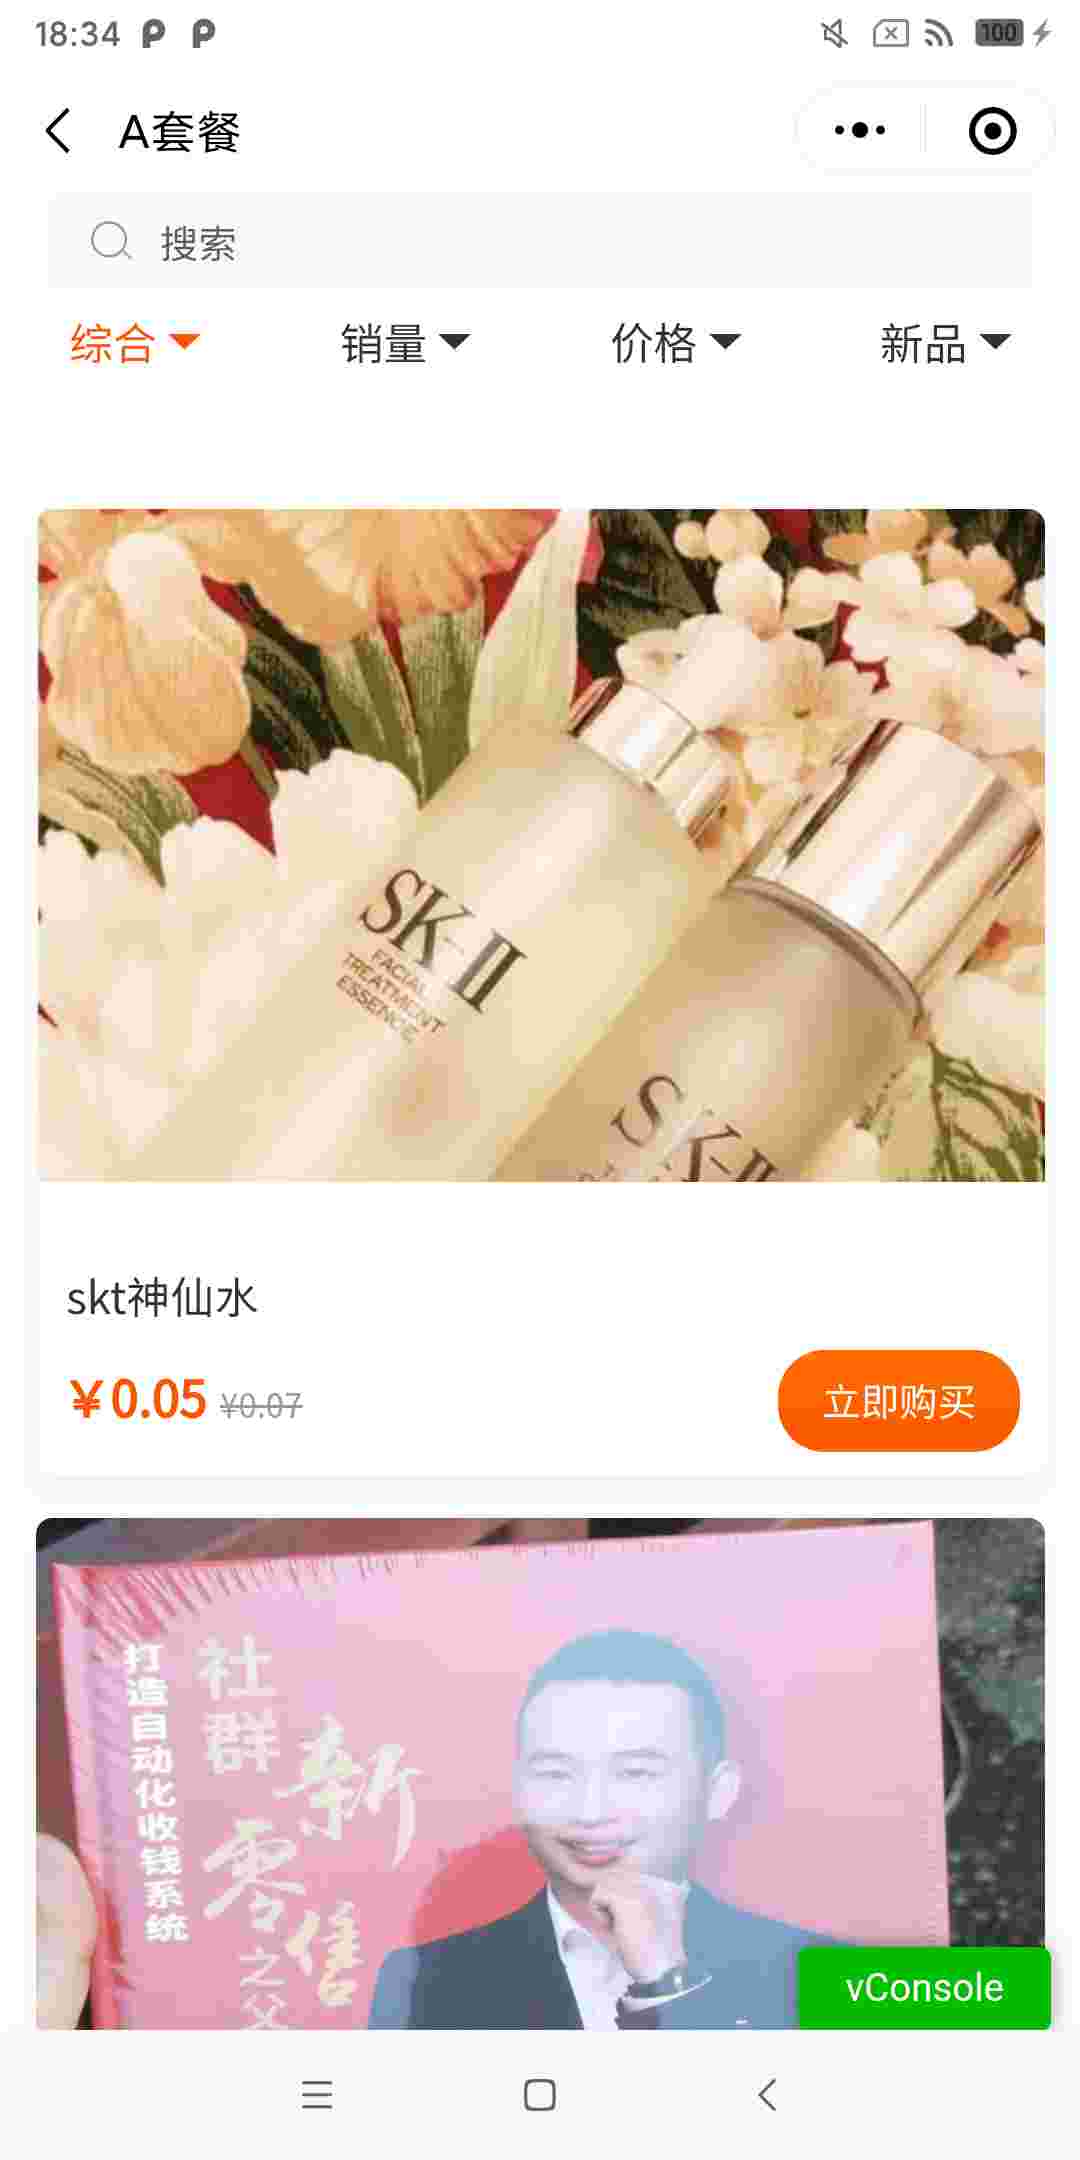 18:34
100
A套餐
搜索
综合 销量 价格 新品
SK-II
FACIAL
TREATMENT
ESSENCE
SK-II
skt神仙水
¥0.05 ¥0.07 立即购买
打造自动化收钱系统
社群新零售之父
vConsole